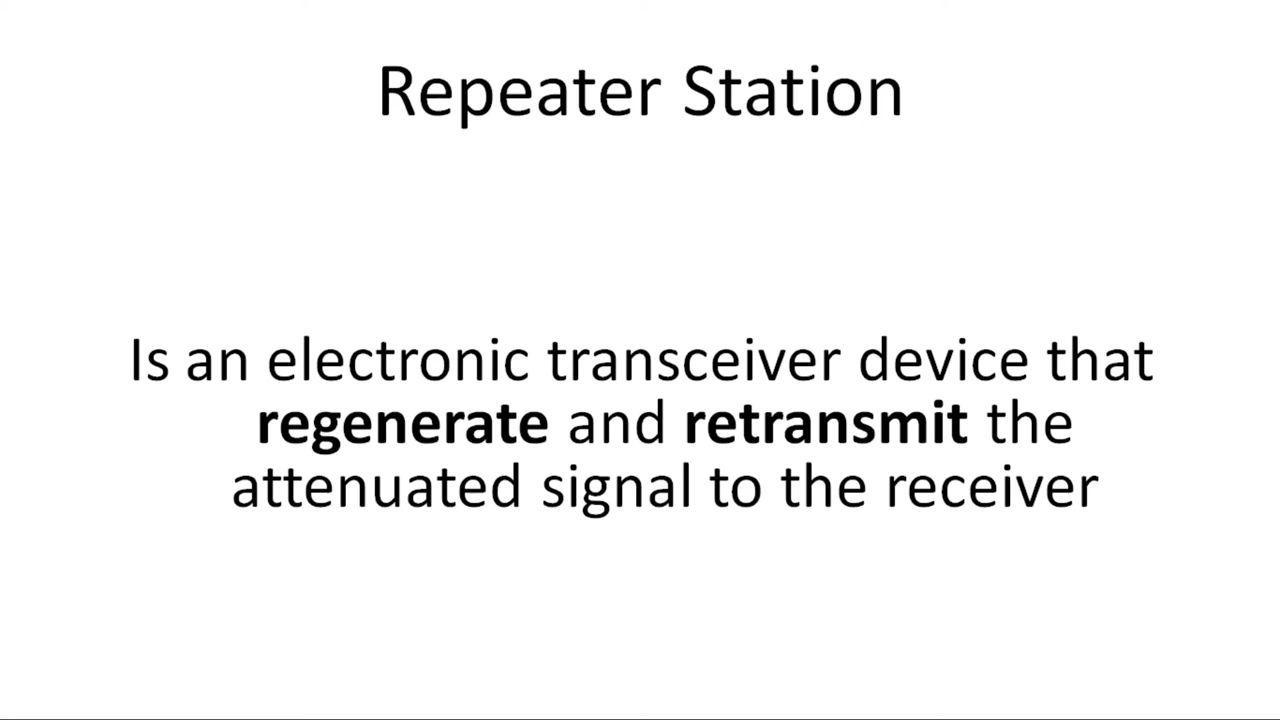 Repeater Station
Is an electronic transceiver device that
regenerate and retransmit the
attenuated signal to the receiver